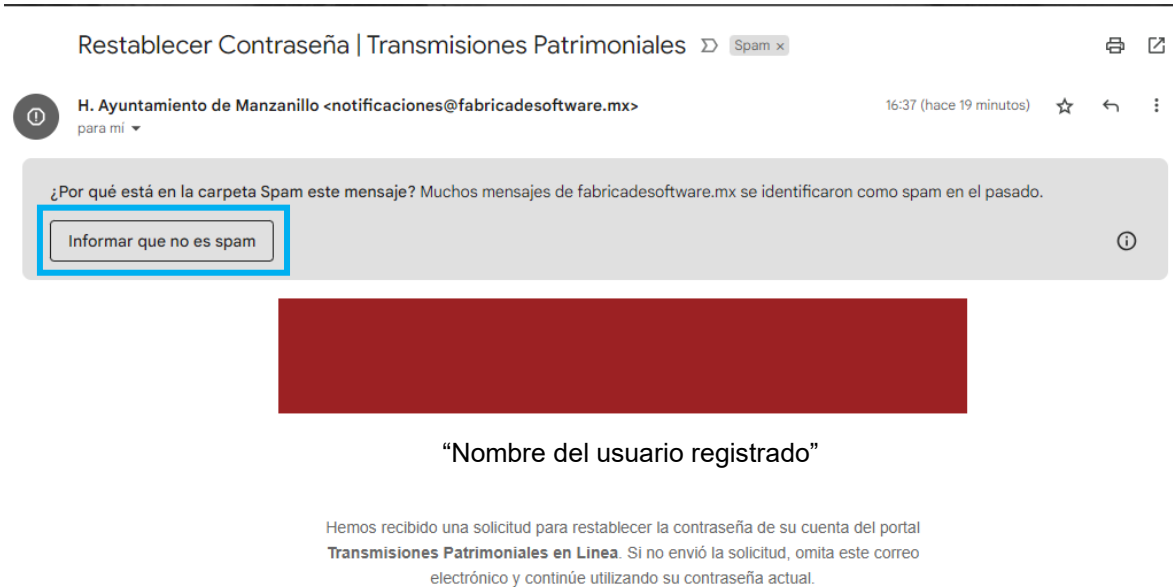 Restablecer Contraseña | Transmisiones Patrimoniales Spam ×
H. Ayuntamiento de Manzanillo <notificaciones@fabricadesoftware.mx> 16:37 (hace 19 minutos)
para mí
¿Por qué está en la carpeta Spam este mensaje? Muchos mensajes de fabricadesoftware.mx se identificaron como spam en el pasado.
Informar que no es spam
“Nombre del usuario registrado”
Hemos recibido una solicitud para restablecer la contraseña de su cuenta del portal
Transmisiones Patrimoniales en Linea. Si no envió la solicitud, omita este correo
electrónico y continúe utilizando su contraseña actual.